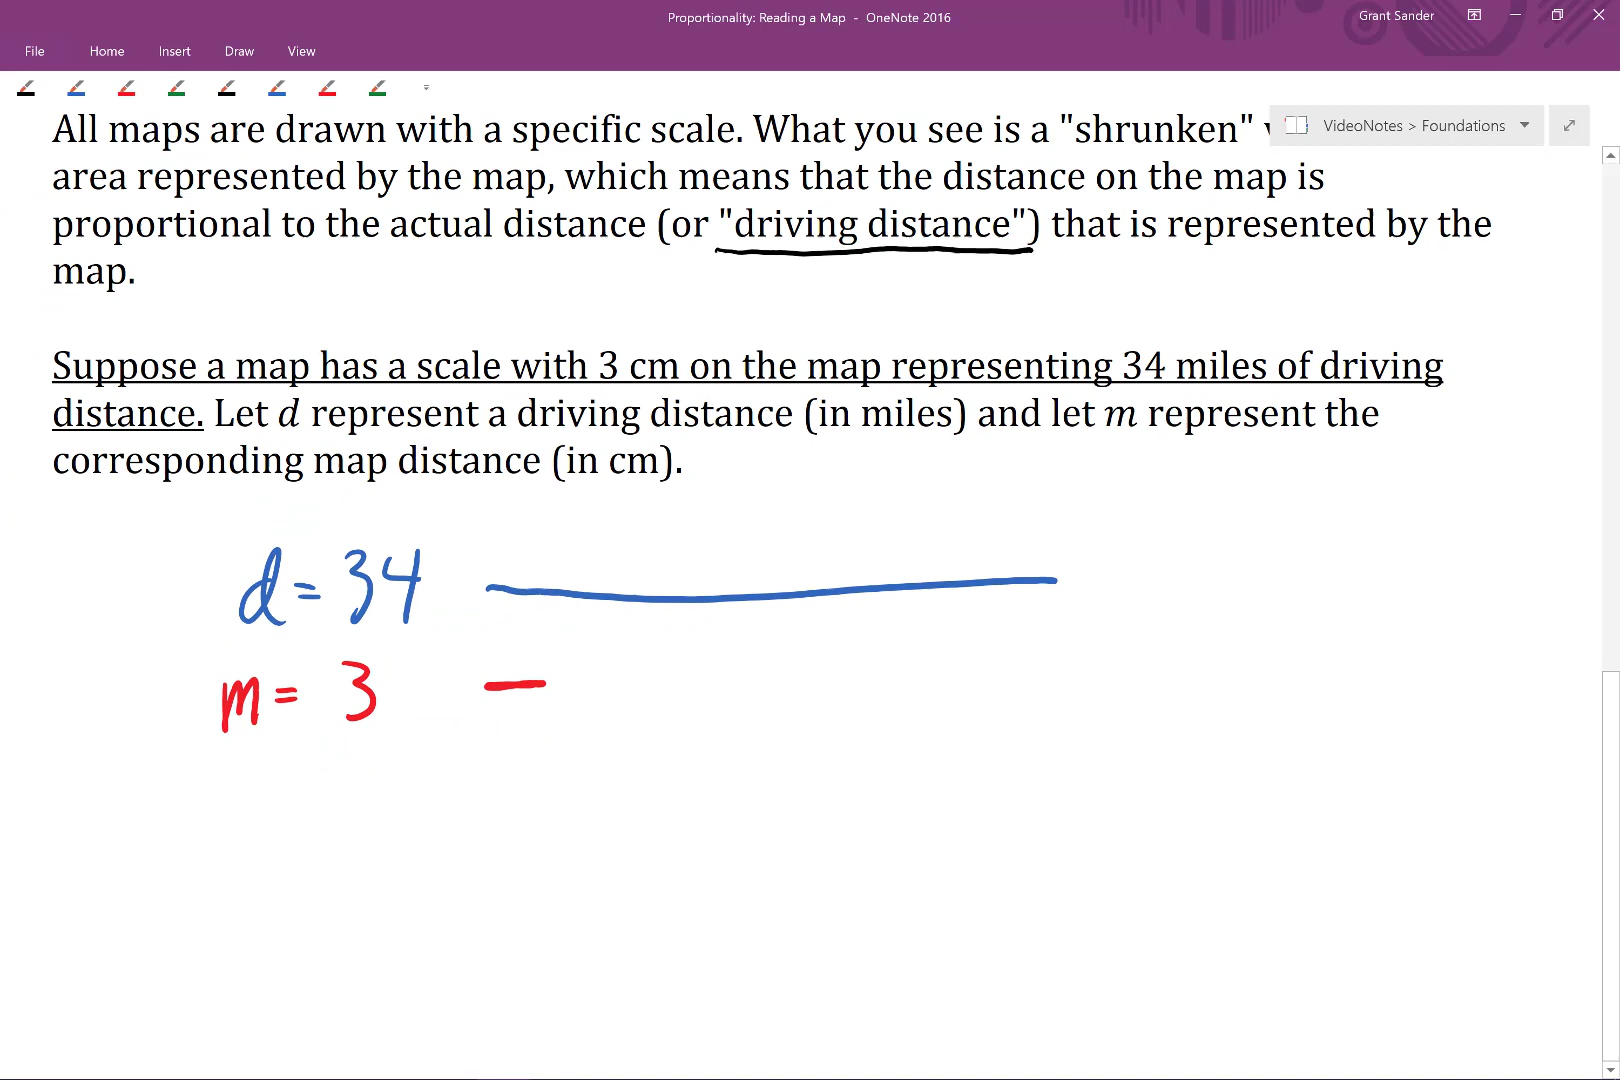 Proportionality: Reading a Map - OneNote 2016
Grant Sander
File Home Insert Draw View
VideoNotes > Foundations
All maps are drawn with a specific scale. What you see is a "shrunken"
area represented by the map, which means that the distance on the map is
proportional to the actual distance (or "driving distance") that is represented by the
map.
Suppose a map has a scale with 3 cm on the map representing 34 miles of driving
distance. Let d represent a driving distance (in miles) and let m represent the
corresponding map distance (in cm).
d = 34
m = 3